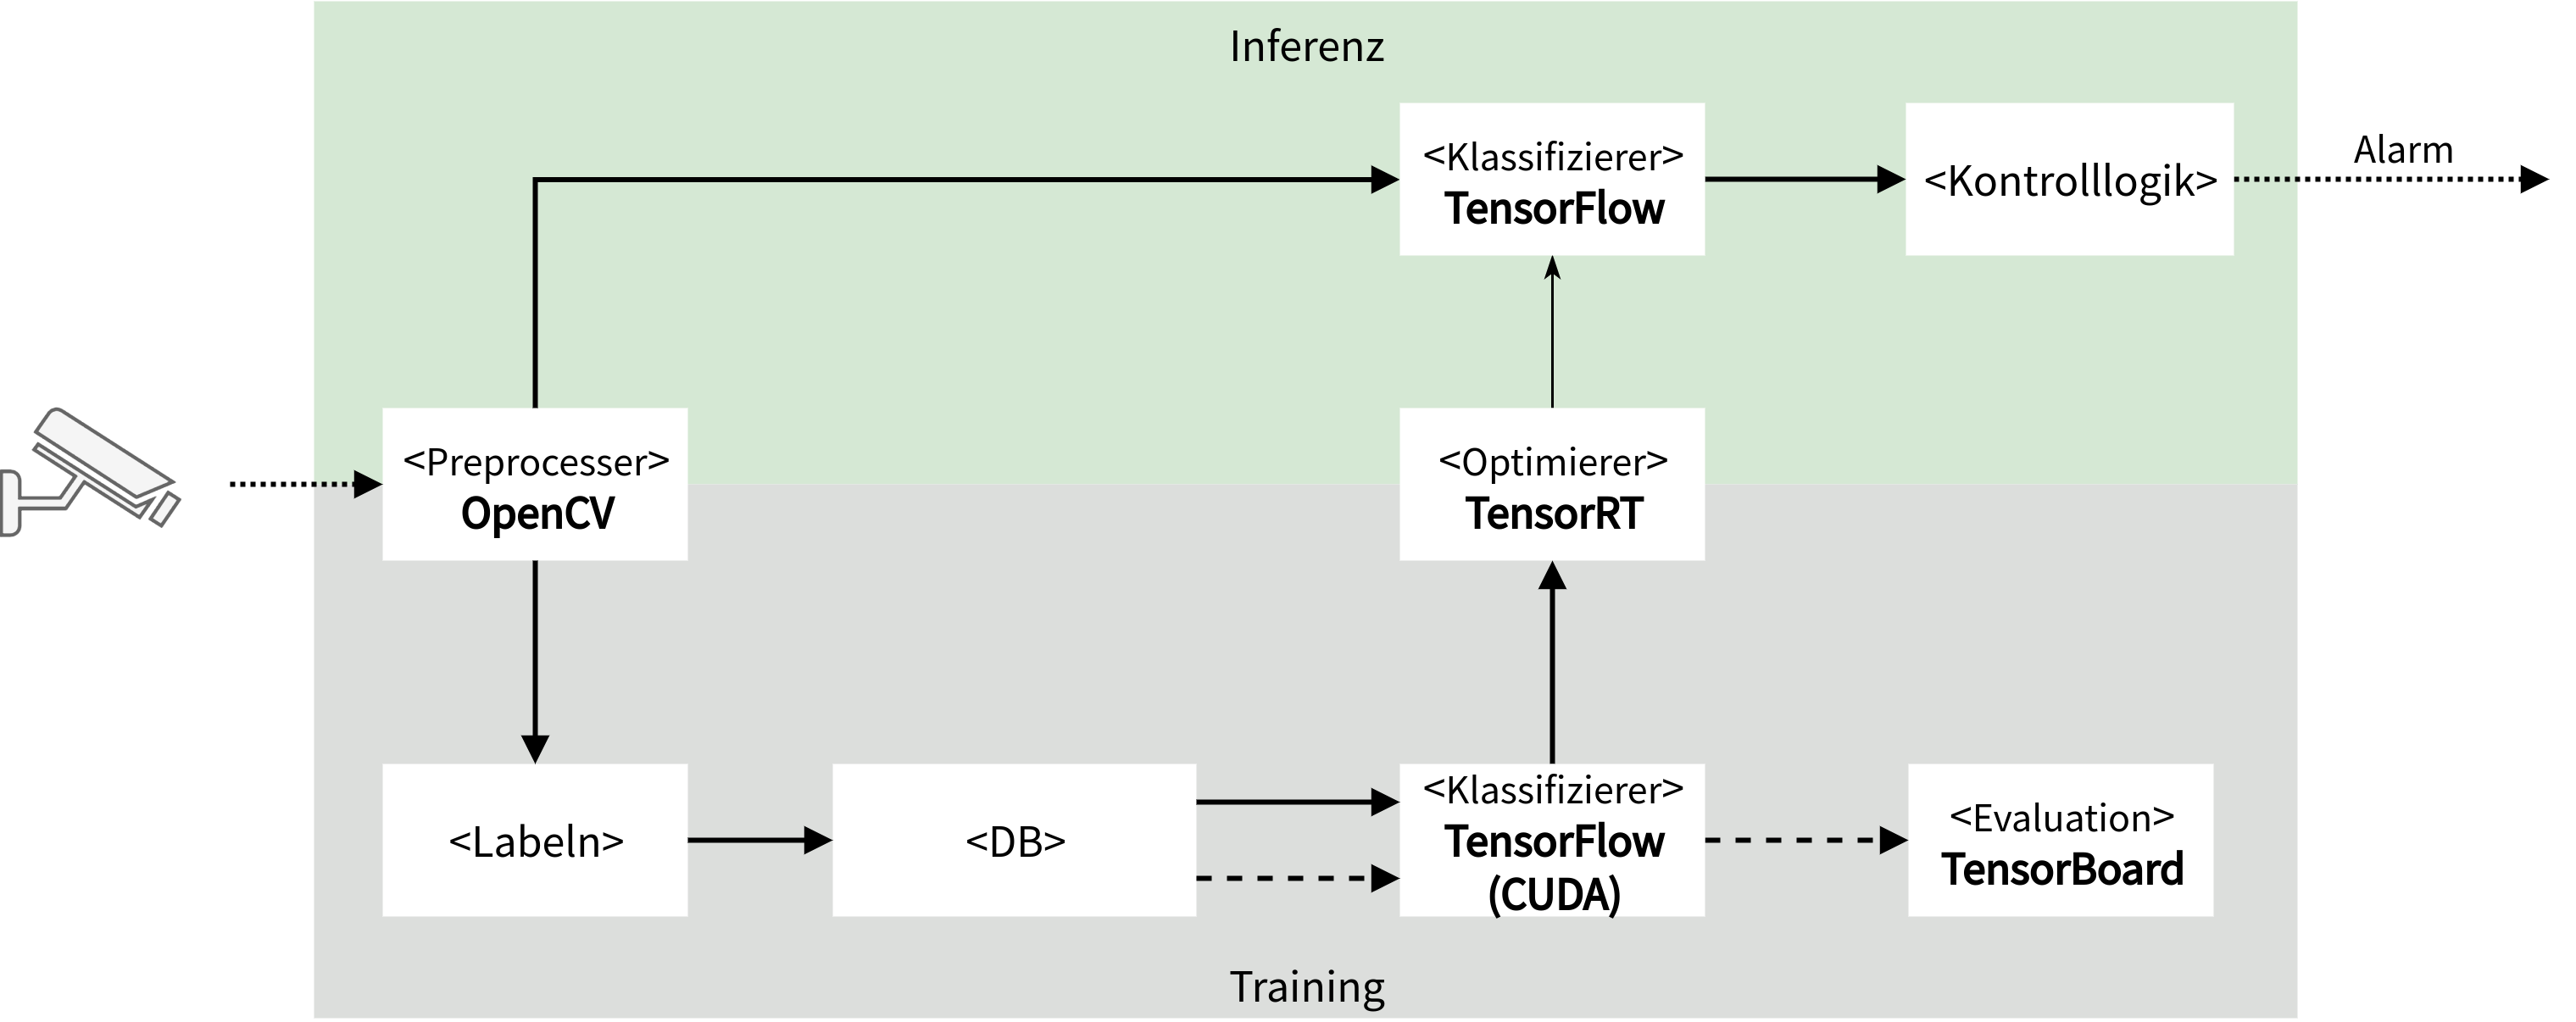 Inferenz
<Klassifizierer>
TensorFlow
<Kontrolllogik>
Alarm
<Preprocesser>
OpenCV
<Optimierer>
TensorRT
<Labeln>
<DB>
<Klassifizierer>
TensorFlow
(CUDA)
<Evaluation>
TensorBoard
Training